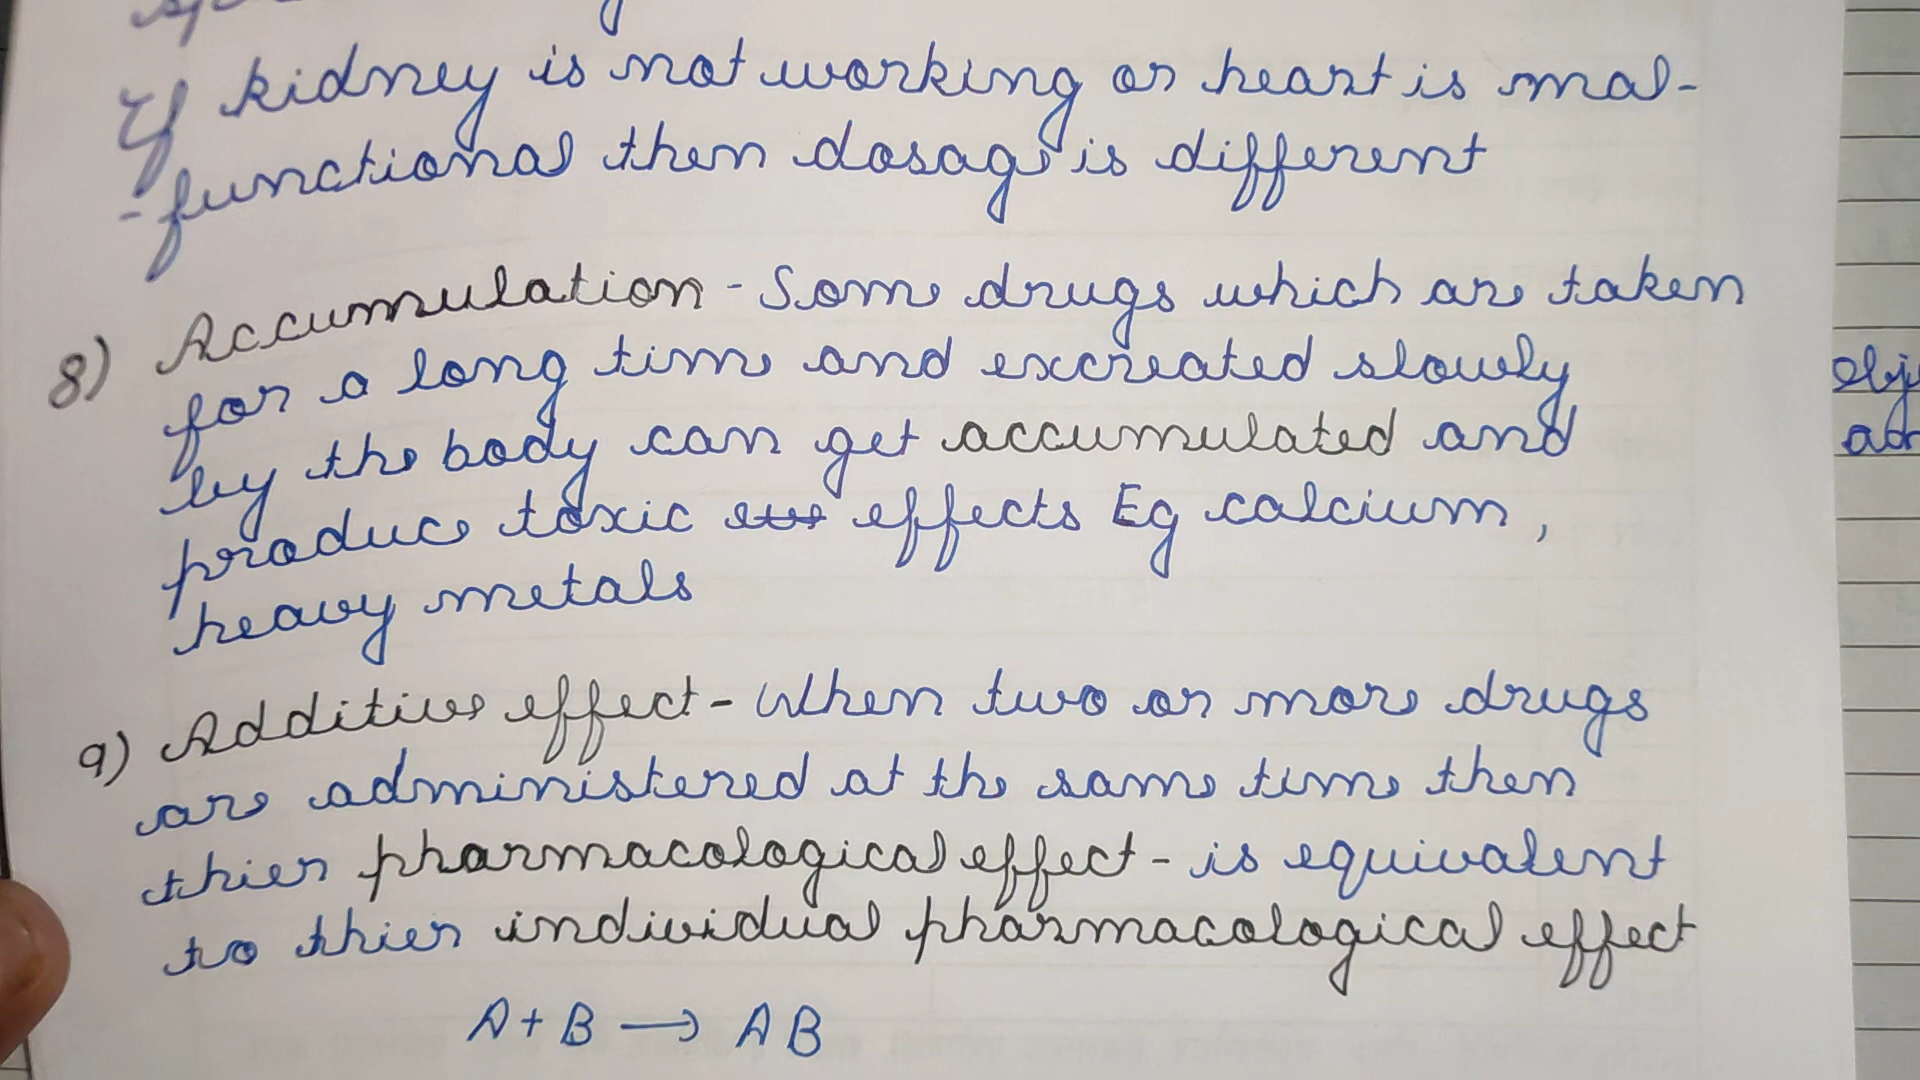 If kidney is not working or heart is mal-
-functional then dosage is different
8) Accumulation - Some drugs which are taken
for a long time and excreated slowly
by the body can get accumulated and
produce toxic effects Eg calcium,
heavy metals
9) Additive effect - When two or more drugs
are administered at the same time then
thier pharmacological effect - is equivalent
to thier individual pharmacological effect
A + B → AB